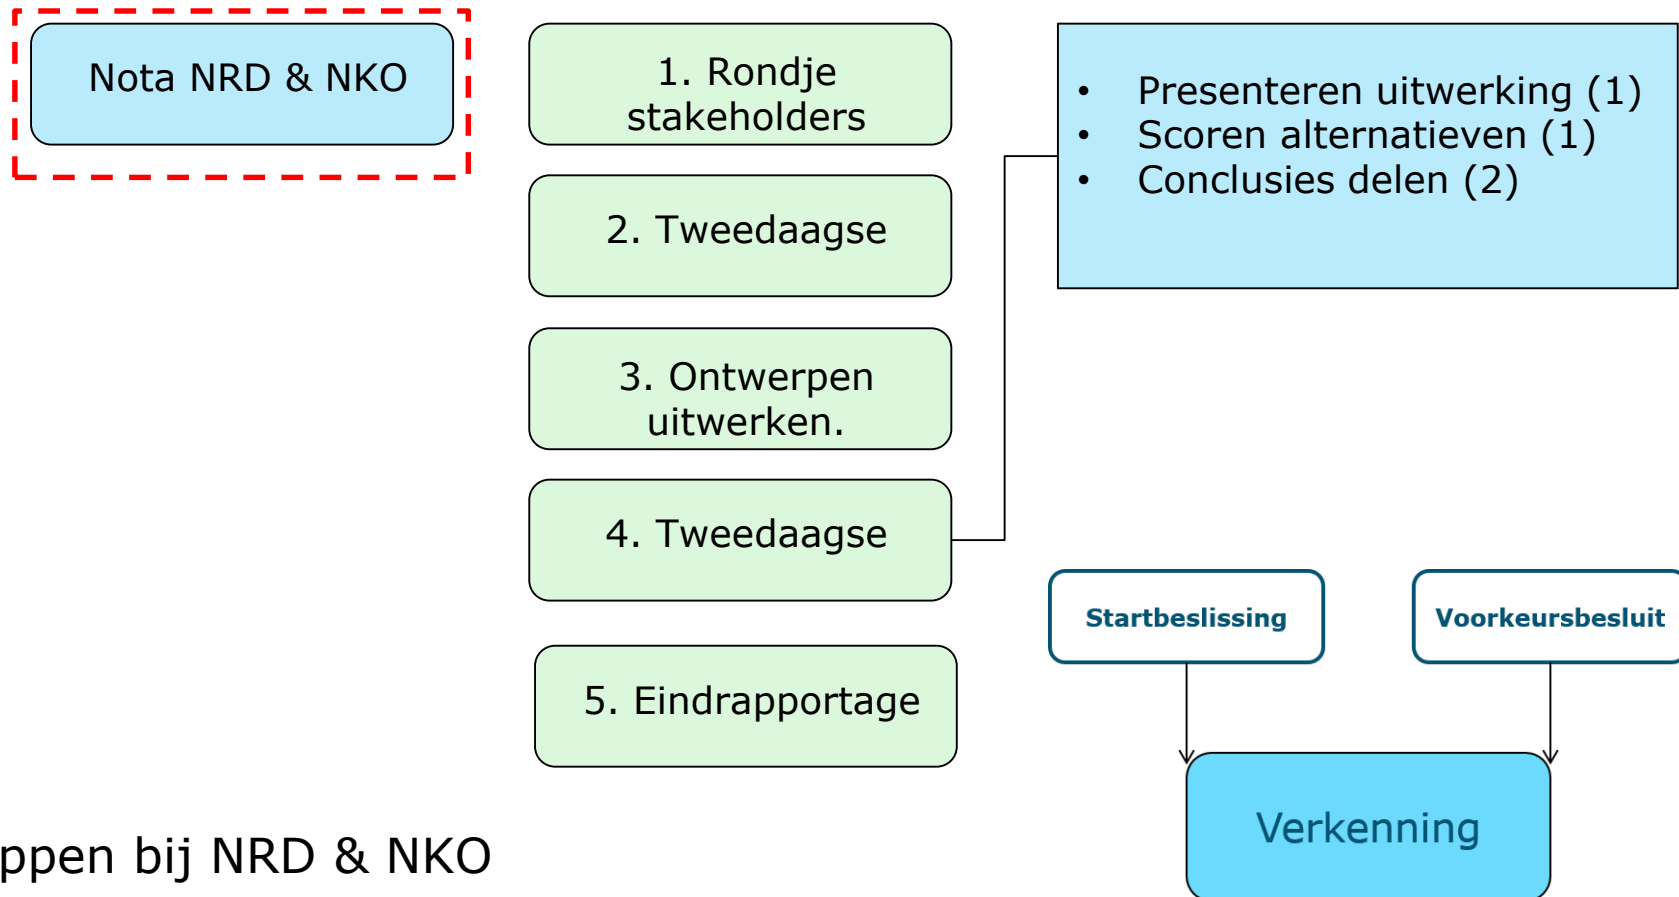 Nota NRD & NKO
1. Rondje
stakeholders
2. Tweedaagse
3. Ontwerpen
uitwerken.
4. Tweedaagse
5. Eindrapportage
• Presenteren uitwerking (1)
• Scoren alternatieven (1)
• Conclusies delen (2)
Startbeslissing
Voorkeursbesluit
Verkenning
ppen bij NRD & NKO